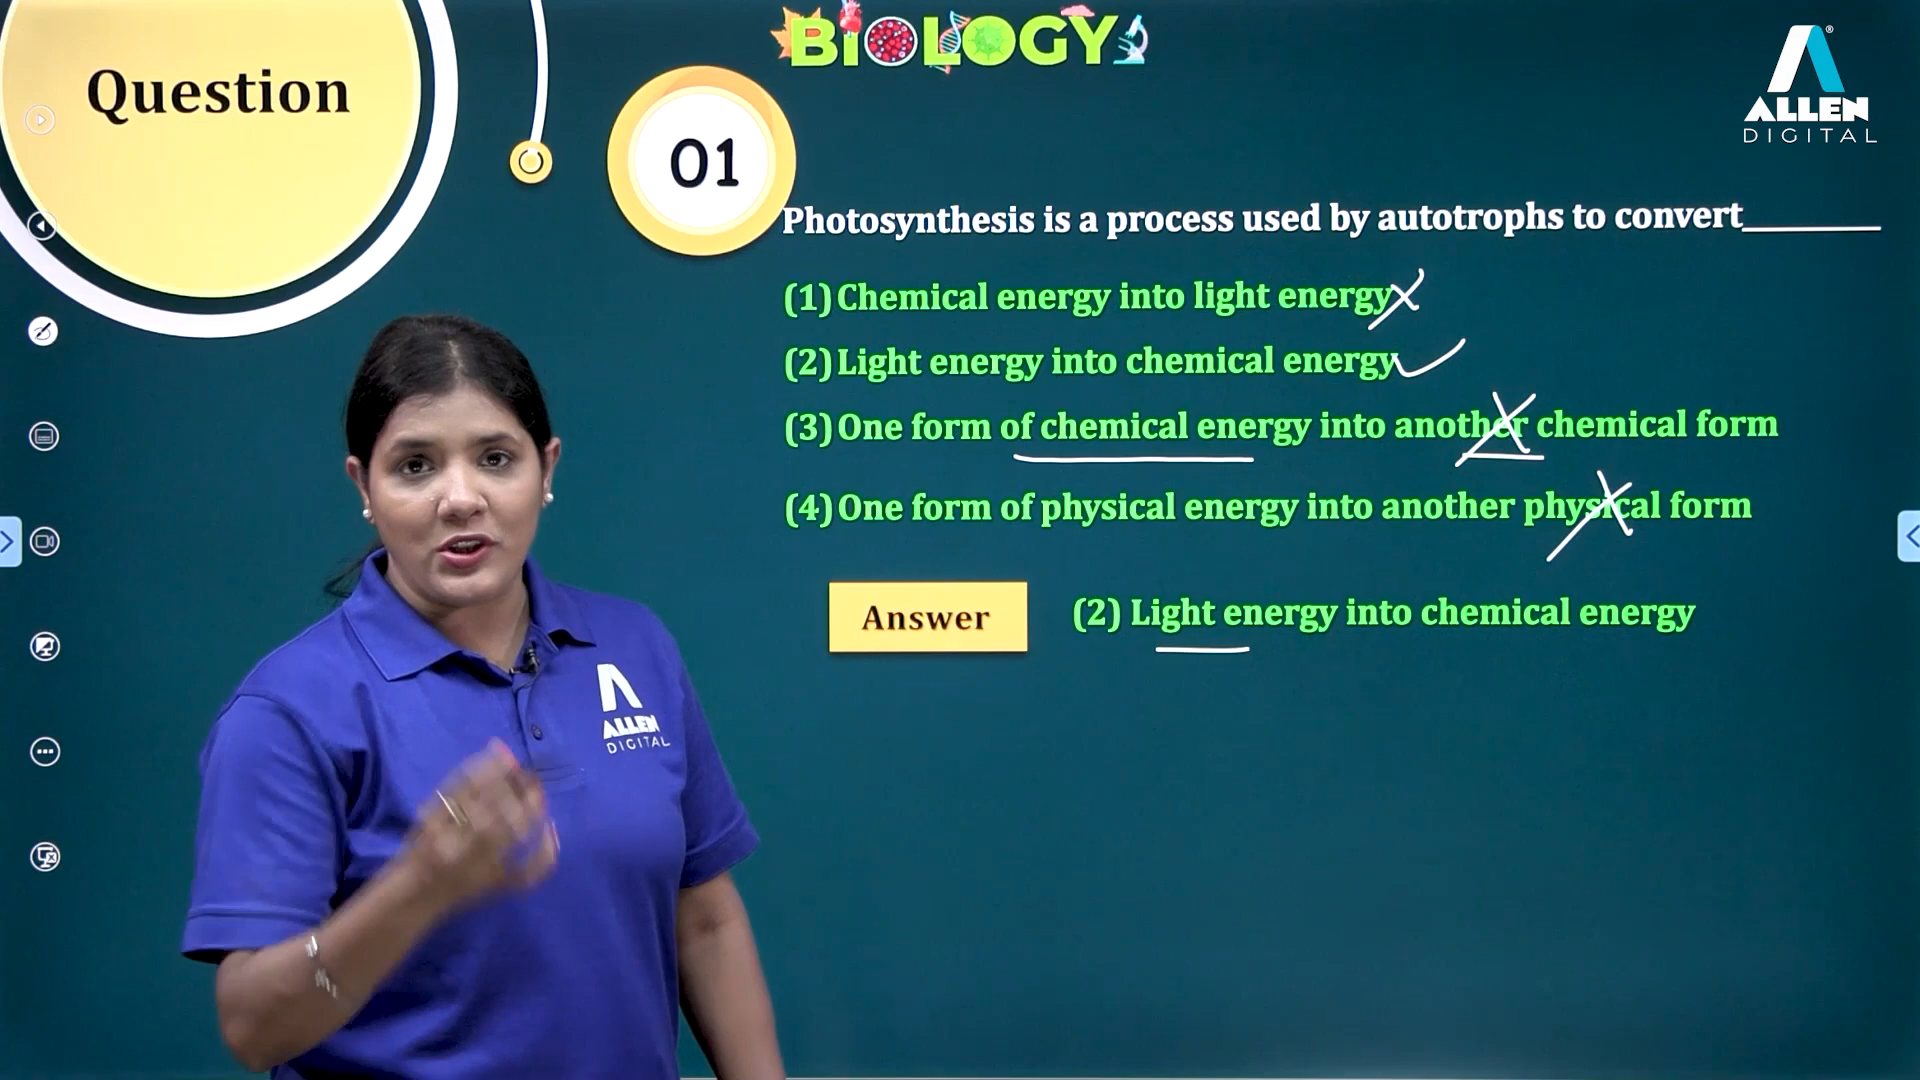 Question
BIOLOGY
ALLEN
DIGITAL
01
Photosynthesis is a process used by autotrophs to convert________
(1) Chemical energy into light energy
(2) Light energy into chemical energy
(3) One form of chemical energy into another chemical form
(4) One form of physical energy into another physical form
Answer
(2) Light energy into chemical energy
ALLEN
DIGITAL